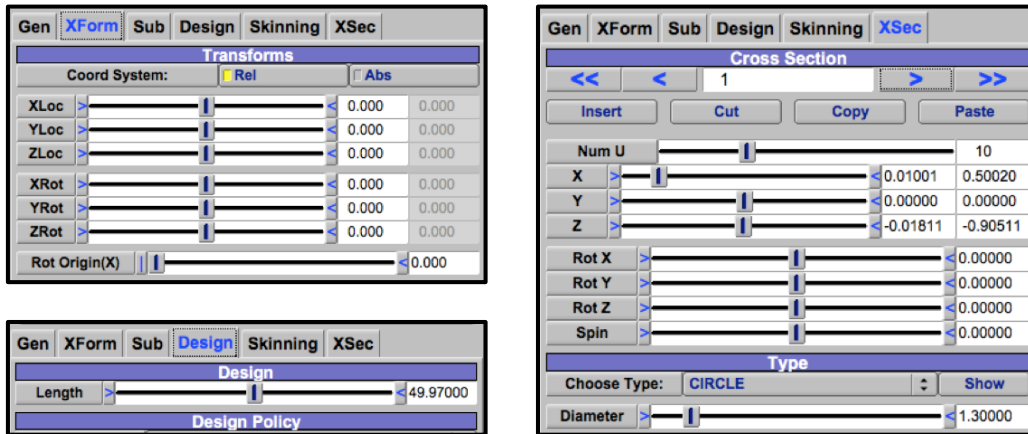 Gen XForm Sub Design Skinning XSec
Transforms
Coord System: Rel Abs
XLoc > < 0.000 0.000
YLoc > < 0.000 0.000
ZLoc > < 0.000 0.000
XRot > < 0.000 0.000
YRot > < 0.000 0.000
ZRot > < 0.000 0.000
Rot Origin(X) | < 0.000
Gen XForm Sub Design Skinning XSec
Design
Length > < 49.97000
Design Policy
Gen XForm Sub Design Skinning XSec
Cross Section
<< < 1 > >>
Insert Cut Copy Paste
Num U 10
X > < 0.01001 0.50020
Y > < 0.00000 0.00000
Z > < -0.01811 -0.90511
Rot X > < 0.00000
Rot Y > < 0.00000
Rot Z > < 0.00000
Spin > < 0.00000
Type
Choose Type: CIRCLE Show
Diameter > < 1.30000